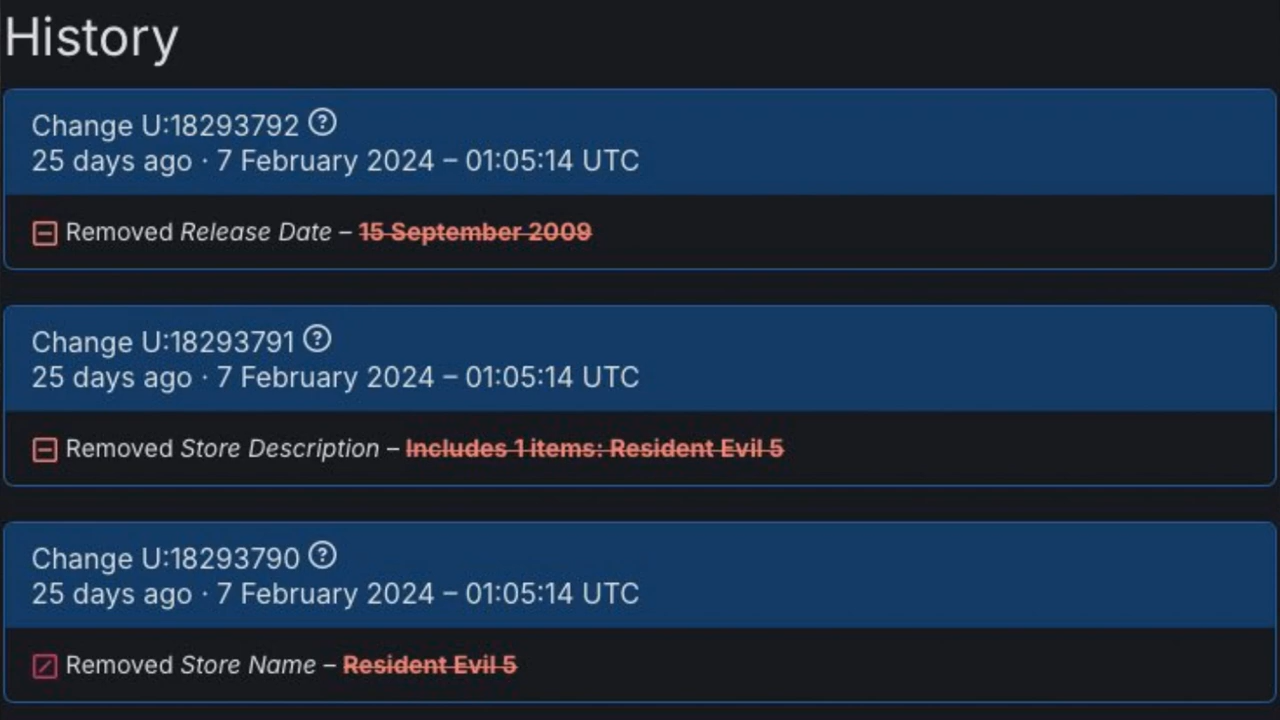 History
Change U:18293792 ?
25 days ago · 7 February 2024 – 01:05:14 UTC
Removed Release Date – 15 September 2009
Change U:18293791 ?
25 days ago · 7 February 2024 – 01:05:14 UTC
Removed Store Description – Includes 1 items: Resident Evil 5
Change U:18293790 ?
25 days ago · 7 February 2024 – 01:05:14 UTC
Removed Store Name – Resident Evil 5